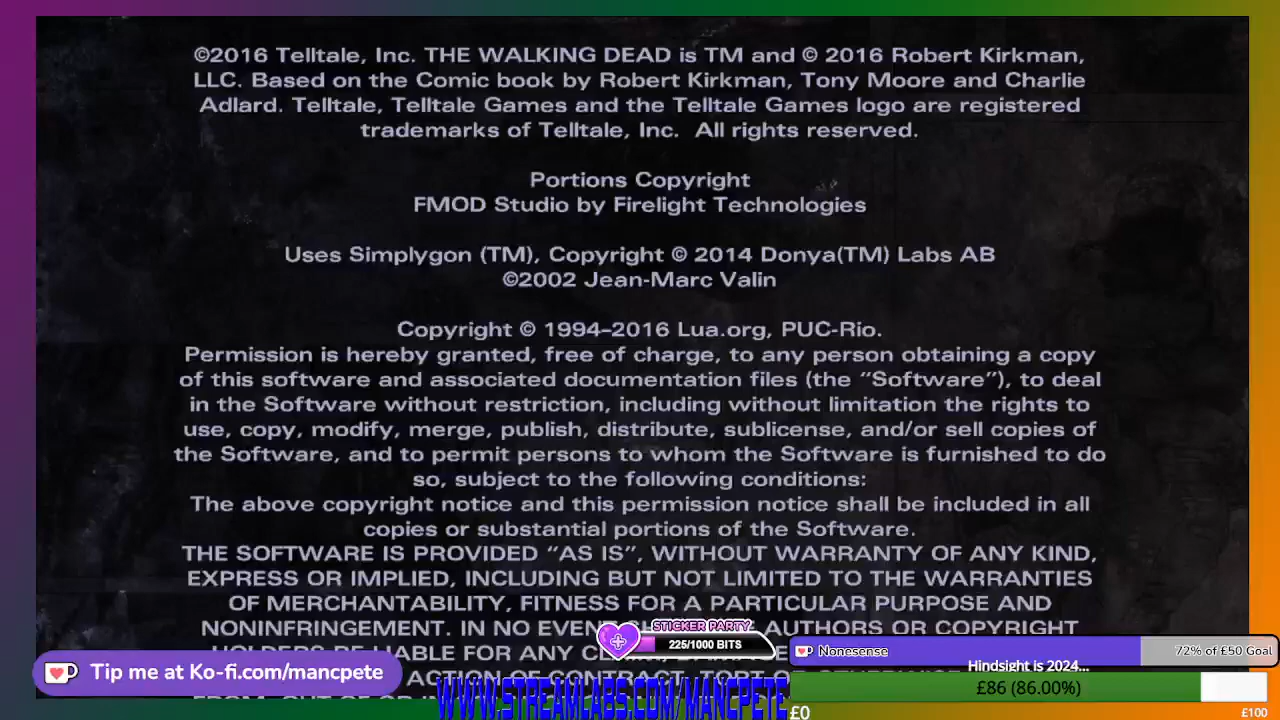 ©2016 Telltale, Inc. THE WALKING DEAD is TM and © 2016 Robert Kirkman,
LLC. Based on the Comic book by Robert Kirkman, Tony Moore and Charlie
Adlard. Telltale, Telltale Games and the Telltale Games logo are registered
trademarks of Telltale, Inc. All rights reserved.
Portions Copyright
FMOD Studio by Firelight Technologies
Uses Simplygon (TM), Copyright © 2014 Donya(TM) Labs AB
©2002 Jean-Marc Valin
Copyright © 1994-2016 Lua.org, PUC-Rio.
Permission is hereby granted, free of charge, to any person obtaining a copy
of this software and associated documentation files (the “Software”), to deal
in the Software without restriction, including without limitation the rights to
use, copy, modify, merge, publish, distribute, sublicense, and/or sell copies of
the Software, and to permit persons to whom the Software is furnished to do
so, subject to the following conditions:
The above copyright notice and this permission notice shall be included in all
copies or substantial portions of the Software.
THE SOFTWARE IS PROVIDED “AS IS”, WITHOUT WARRANTY OF ANY KIND,
EXPRESS OR IMPLIED, INCLUDING BUT NOT LIMITED TO THE WARRANTIES
OF MERCHANTABILITY, FITNESS FOR A PARTICULAR PURPOSE AND
NONINFRINGEMENT. IN NO AUTHORS OR COPYRIGHT
BE LIABLE FOR ANY
ACTION OF CONTRACT, TORT
STICKER PARTY
225/1000 BITS
Nonesense
72% of £50 Goal
Hindsight is 2024...
£86 (86.00%)
£0
£100
Tip me at Ko-fi.com/mancpete
WWW.STREAMLABS.COM/MANCPETE